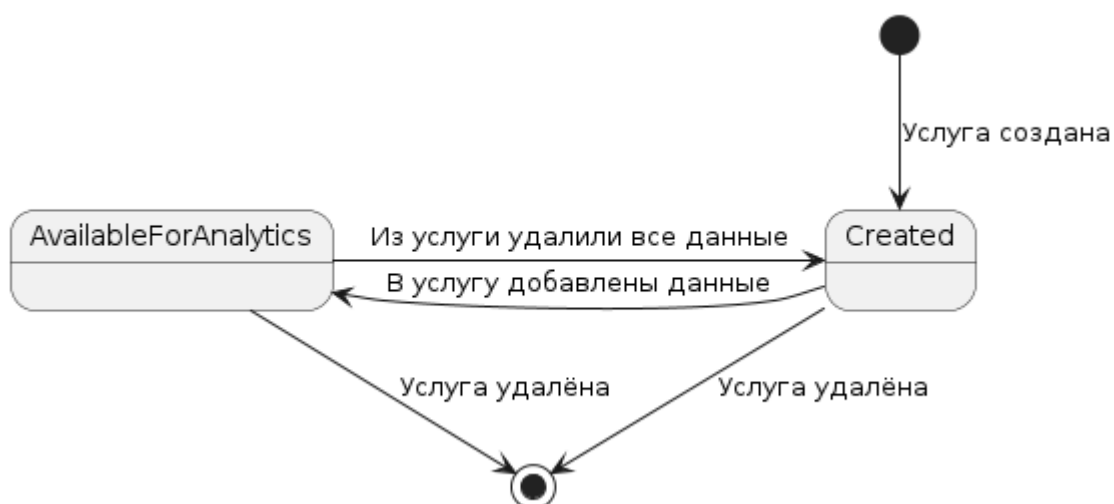 Услуга создана
AvailableForAnalytics
Из услуги удалили все данные
Created
В услугу добавлены данные
Услуга удалёна
Услуга удалёна